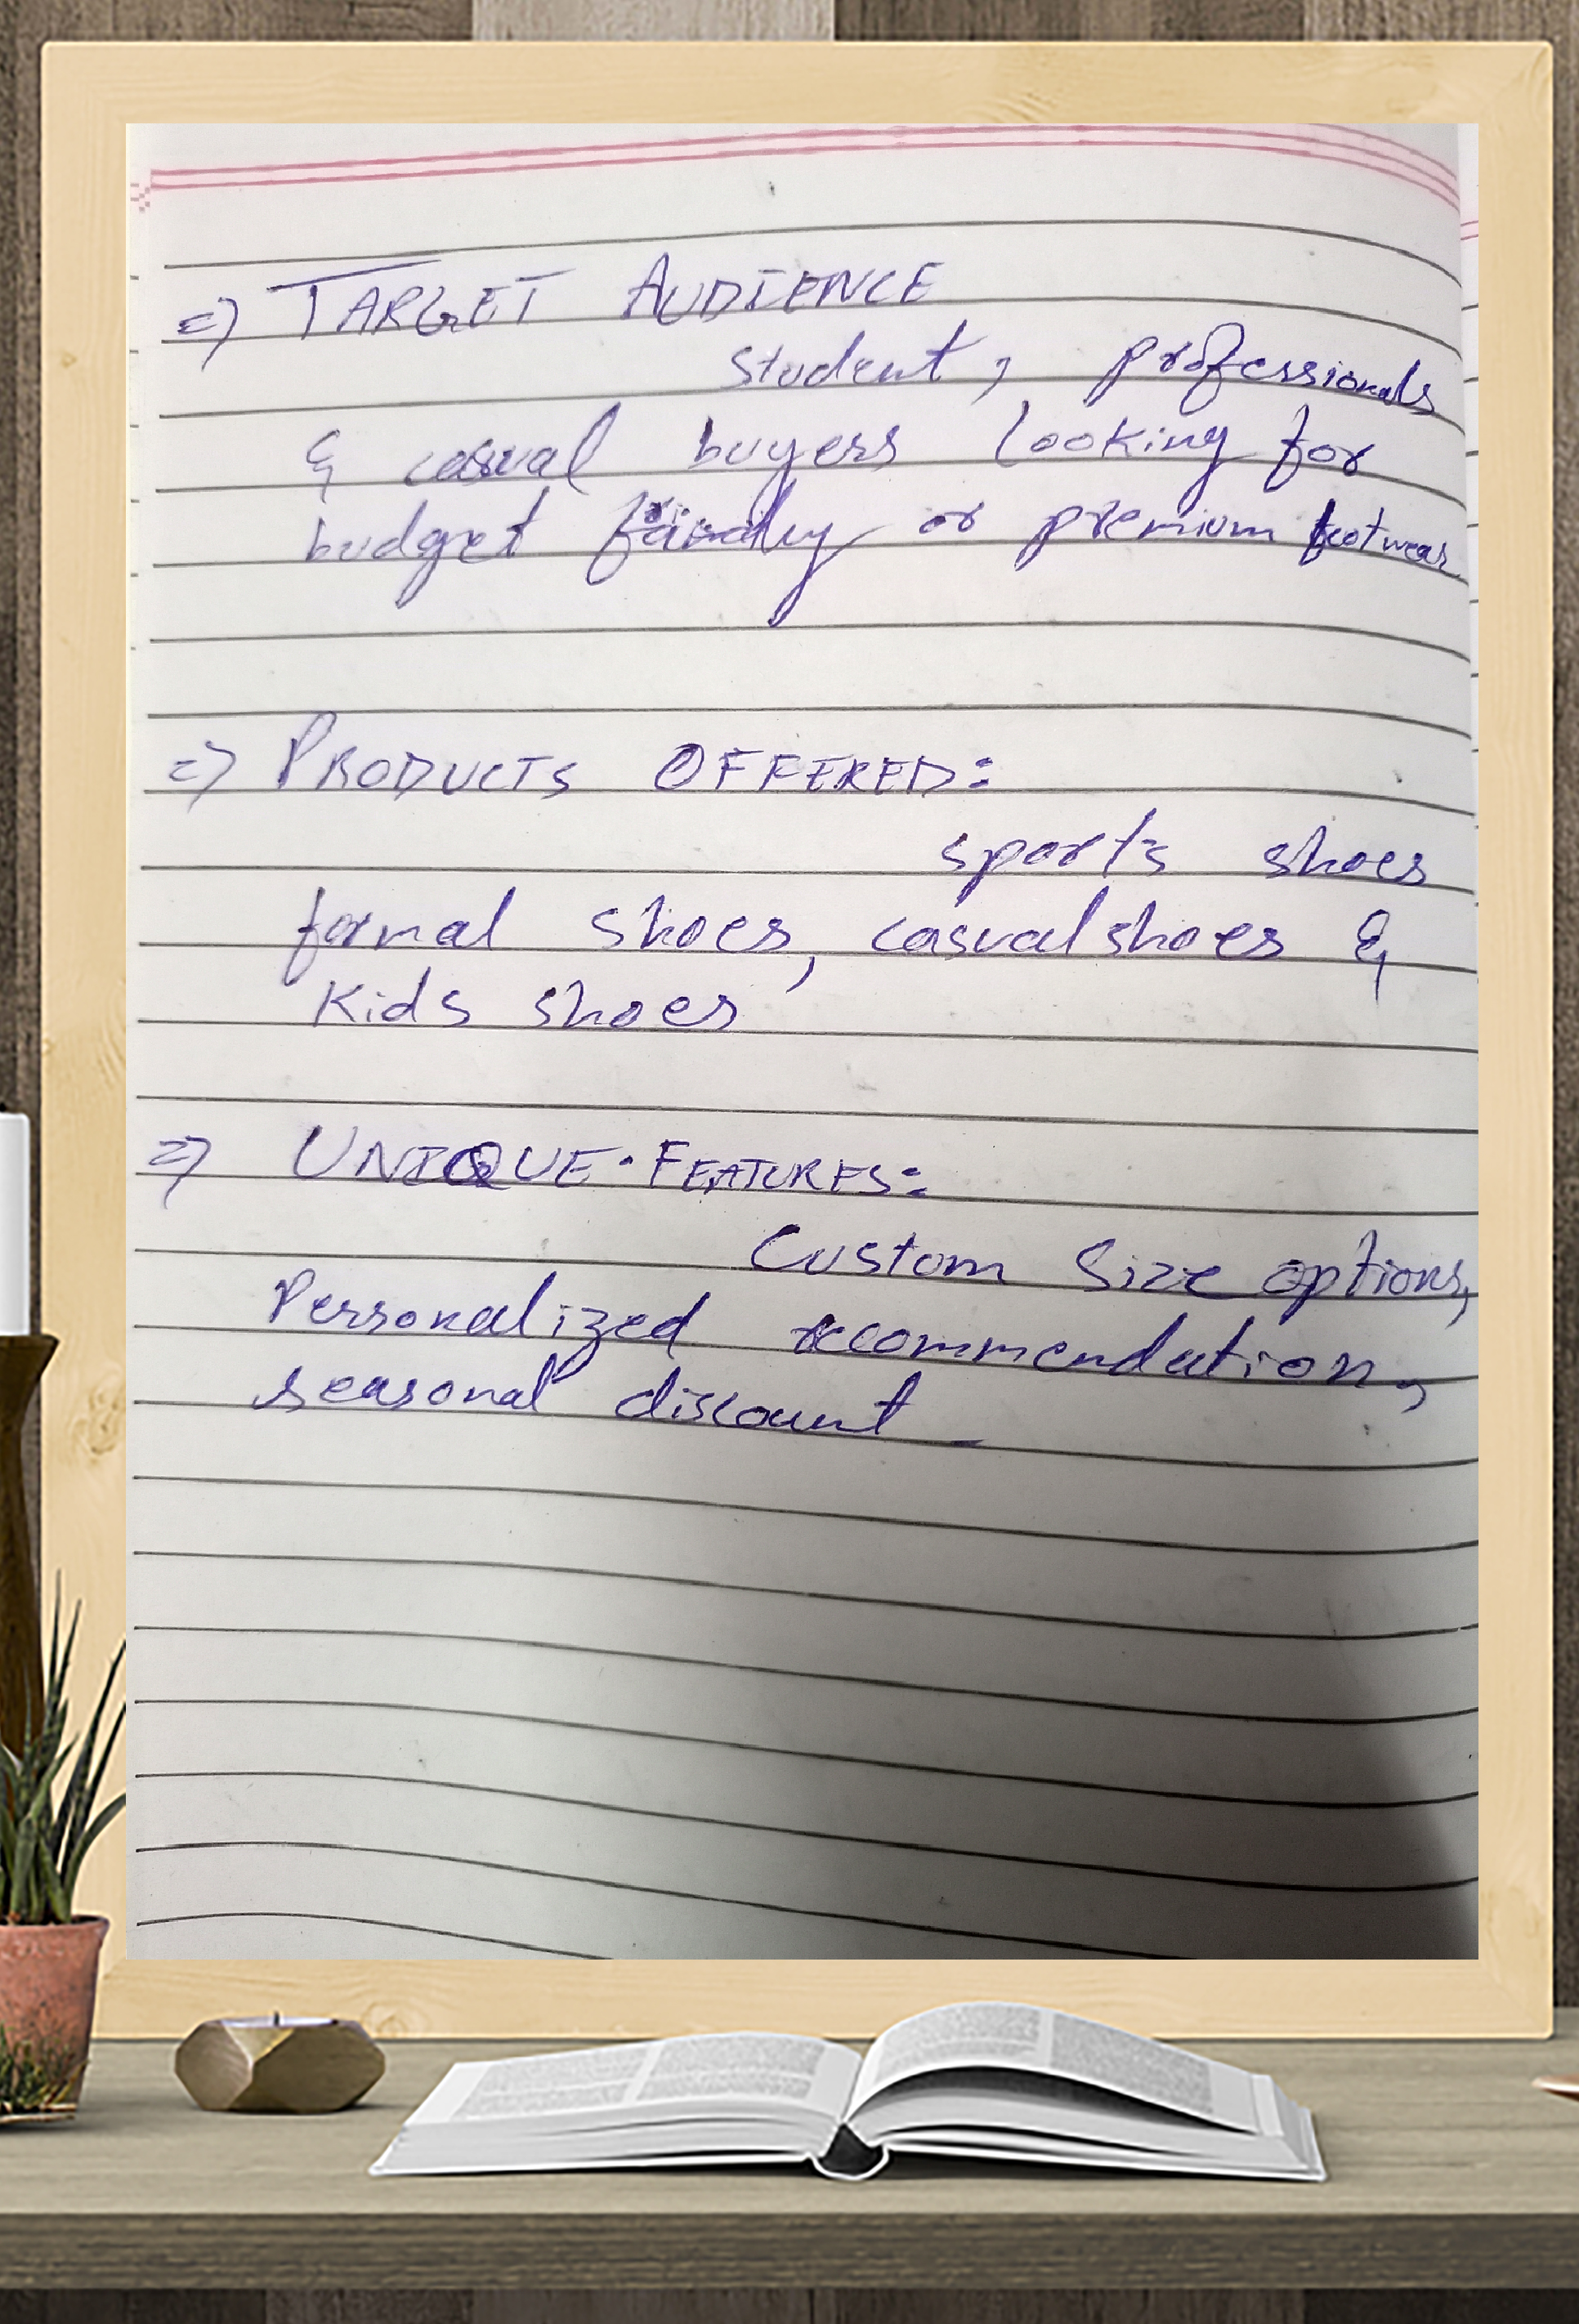 => TARGET AUDIENCE
student, professionals
& casual buyers looking for
budget friendly or premium footwear
=> PRODUCTS OFFERED:
sports shoes
formal shoes, casual shoes &
Kids shoes
=> UNIQUE·FEATURES:
Custom Size options,
Personalized recommendation,
seasonal discount